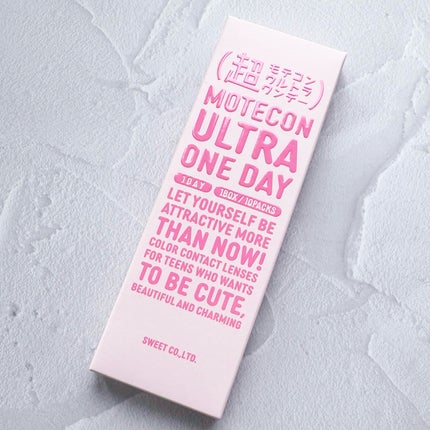 (超 モテコン
ウルトラ
ワンデー)
MOTECON
ULTRA
ONE DAY
1DAY 1BOX/10PACKS
LET YOURSELF BE
ATTRACTIVE MORE
THAN NOW!
COLOR CONTACT LENSES
FOR TEENS WHO WANTS
TO BE CUTE,
BEAUTIFUL AND CHARMING
SWEET CO.,LTD.